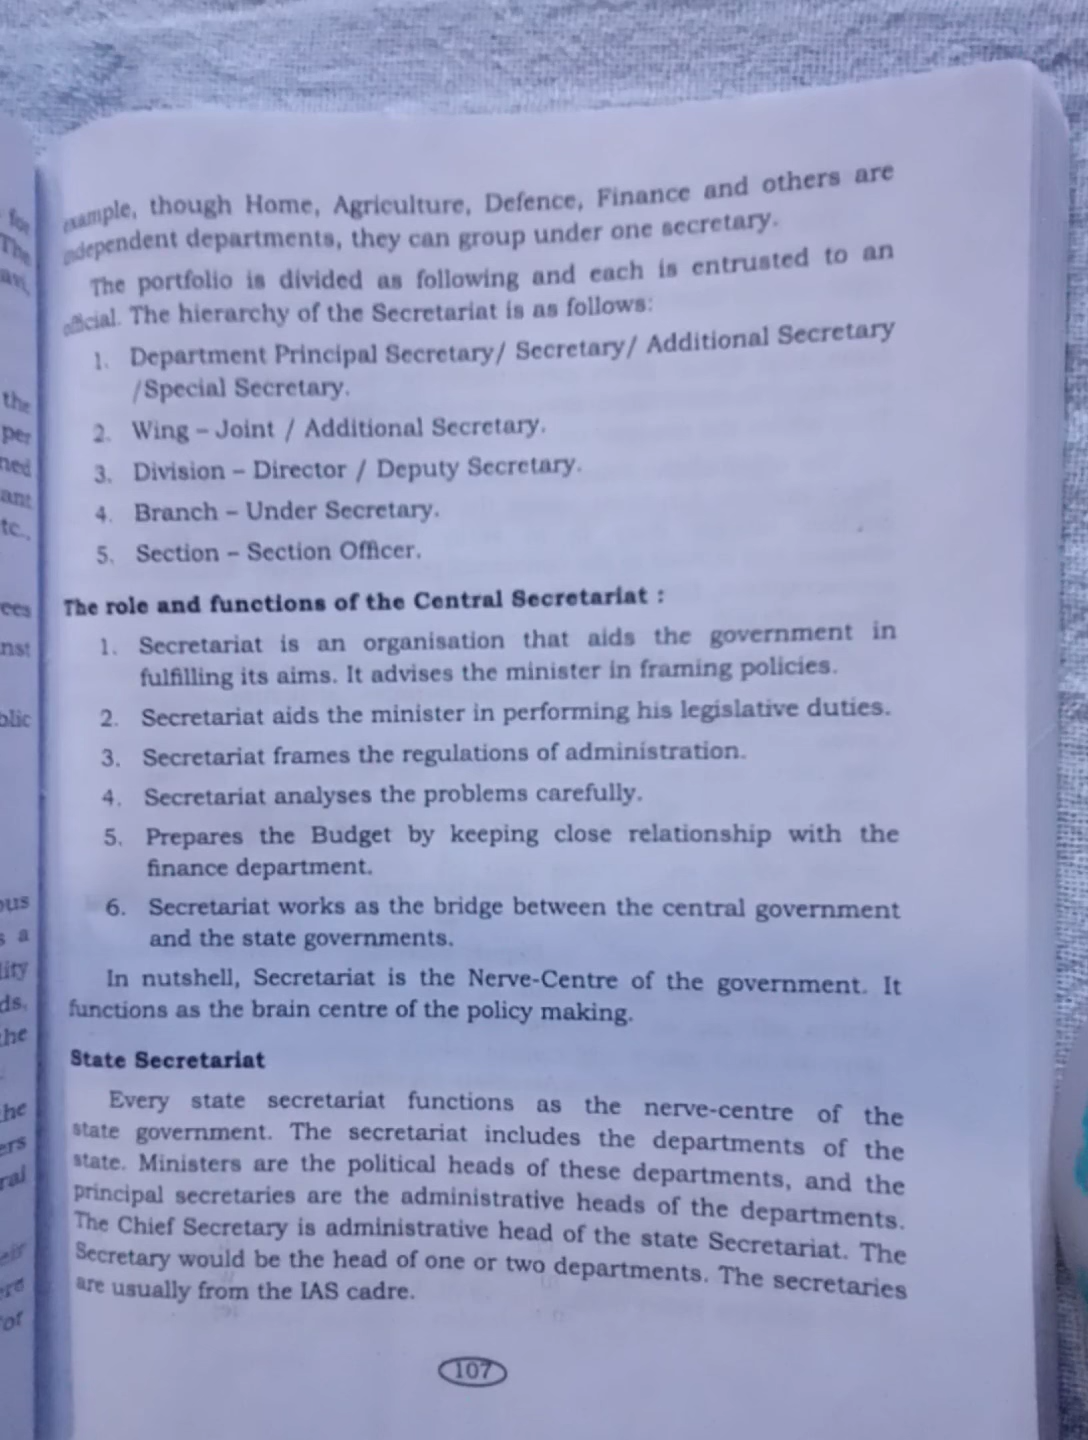 example, though Home, Agriculture, Defence, Finance and others are
independent departments, they can group under one secretary.
The portfolio is divided as following and each is entrusted to an
official. The hierarchy of the Secretariat is as follows:
1. Department Principal Secretary/ Secretary/ Additional Secretary
/Special Secretary.
2. Wing – Joint / Additional Secretary.
3. Division – Director / Deputy Secretary.
4. Branch – Under Secretary.
5. Section – Section Officer.
The role and functions of the Central Secretariat :
1. Secretariat is an organisation that aids the government in
fulfilling its aims. It advises the minister in framing policies.
2. Secretariat aids the minister in performing his legislative duties.
3. Secretariat frames the regulations of administration.
4. Secretariat analyses the problems carefully.
5. Prepares the Budget by keeping close relationship with the
finance department.
6. Secretariat works as the bridge between the central government
and the state governments.
In nutshell, Secretariat is the Nerve-Centre of the government. It
functions as the brain centre of the policy making.
State Secretariat
Every state secretariat functions as the nerve-centre of the
state government. The secretariat includes the departments of the
state. Ministers are the political heads of these departments, and the
principal secretaries are the administrative heads of the departments.
The Chief Secretary is administrative head of the state Secretariat. The
Secretary would be the head of one or two departments. The secretaries
are usually from the IAS cadre.
107